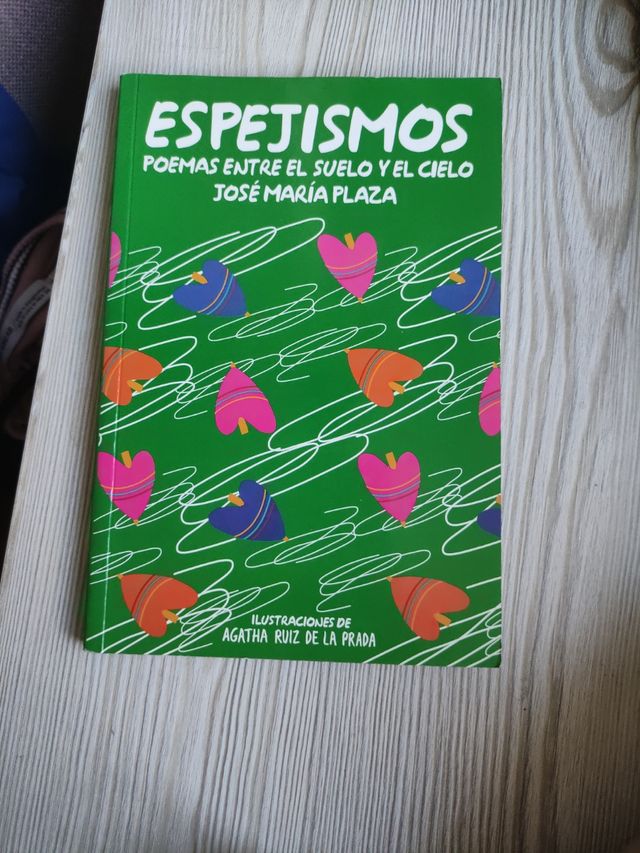 ESPEJISMOS
POEMAS ENTRE EL SUELO Y EL CIELO
JOSÉ MARÍA PLAZA
ILUSTRACIONES DE
AGATHA RUIZ DE LA PRADA